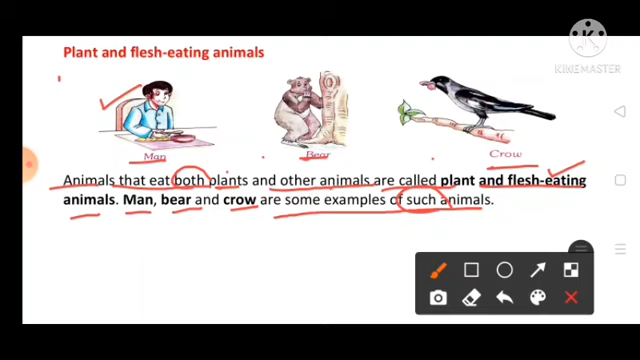 Plant and flesh-eating animals
KINEMASTER
Man
Bear
Crow
Animals that eat both plants and other animals are called plant and flesh-eating
animals. Man, bear and crow are some examples of such animals.